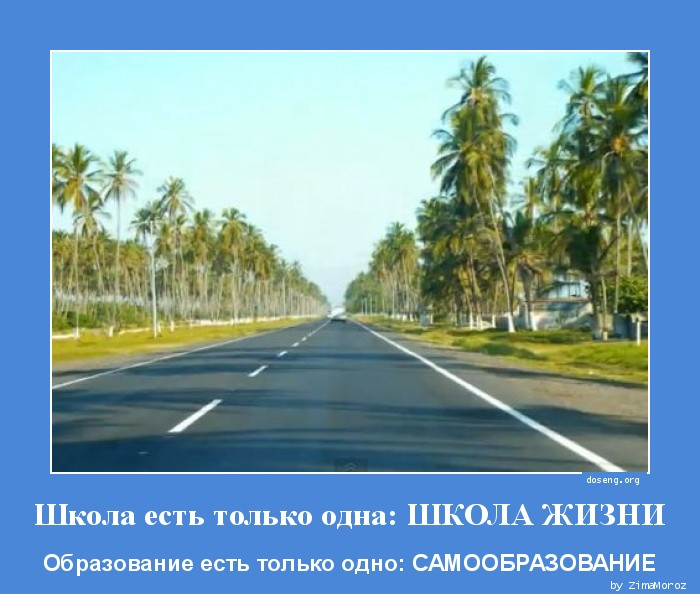 doseng.org
Школа есть только одна: ШКОЛА ЖИЗНИ
Образование есть только одно: САМООБРАЗОВАНИЕ
by ZimaMoroz